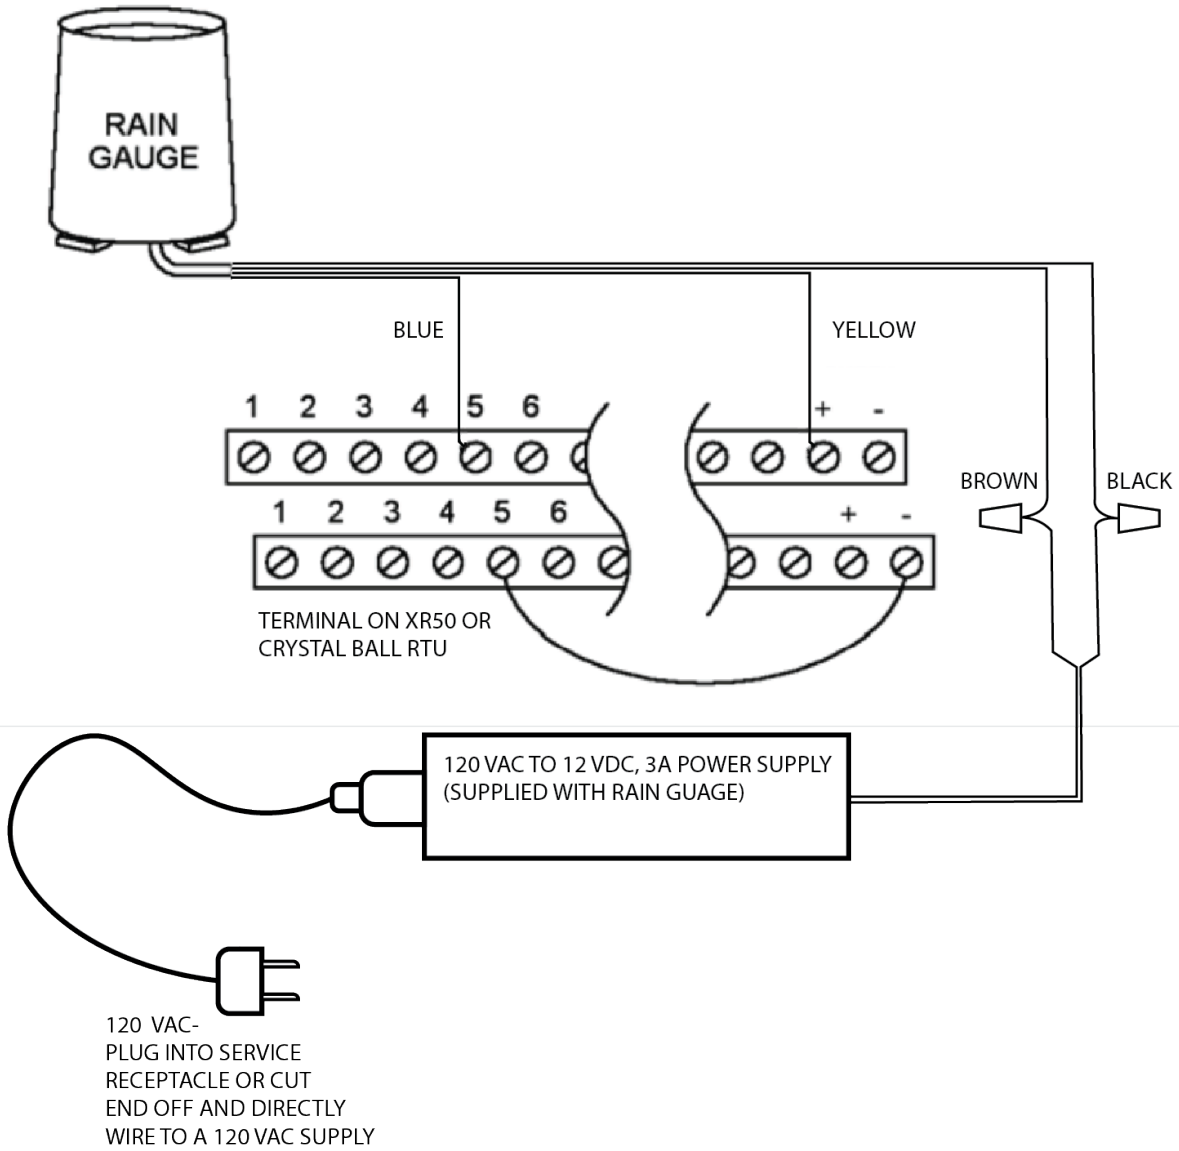 RAIN
GAUGE
BLUE
YELLOW
1 2 3 4 5 6 + -
BROWN
BLACK
1 2 3 4 5 6 + -
TERMINAL ON XR50 OR
CRYSTAL BALL RTU
120 VAC TO 12 VDC, 3A POWER SUPPLY
(SUPPLIED WITH RAIN GUAGE)
120 VAC-
PLUG INTO SERVICE
RECEPTACLE OR CUT
END OFF AND DIRECTLY
WIRE TO A 120 VAC SUPPLY